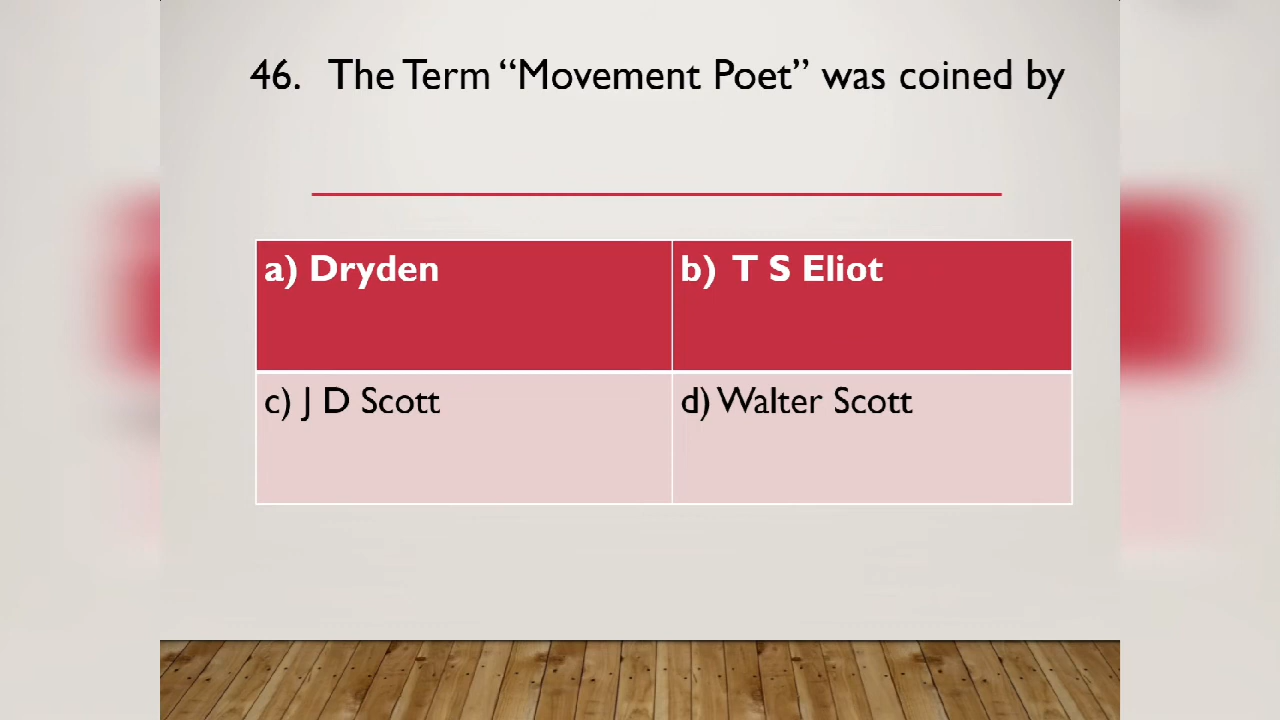 46. The Term “Movement Poet” was coined by
a) Dryden
b) T S Eliot
c) J D Scott
d) Walter Scott